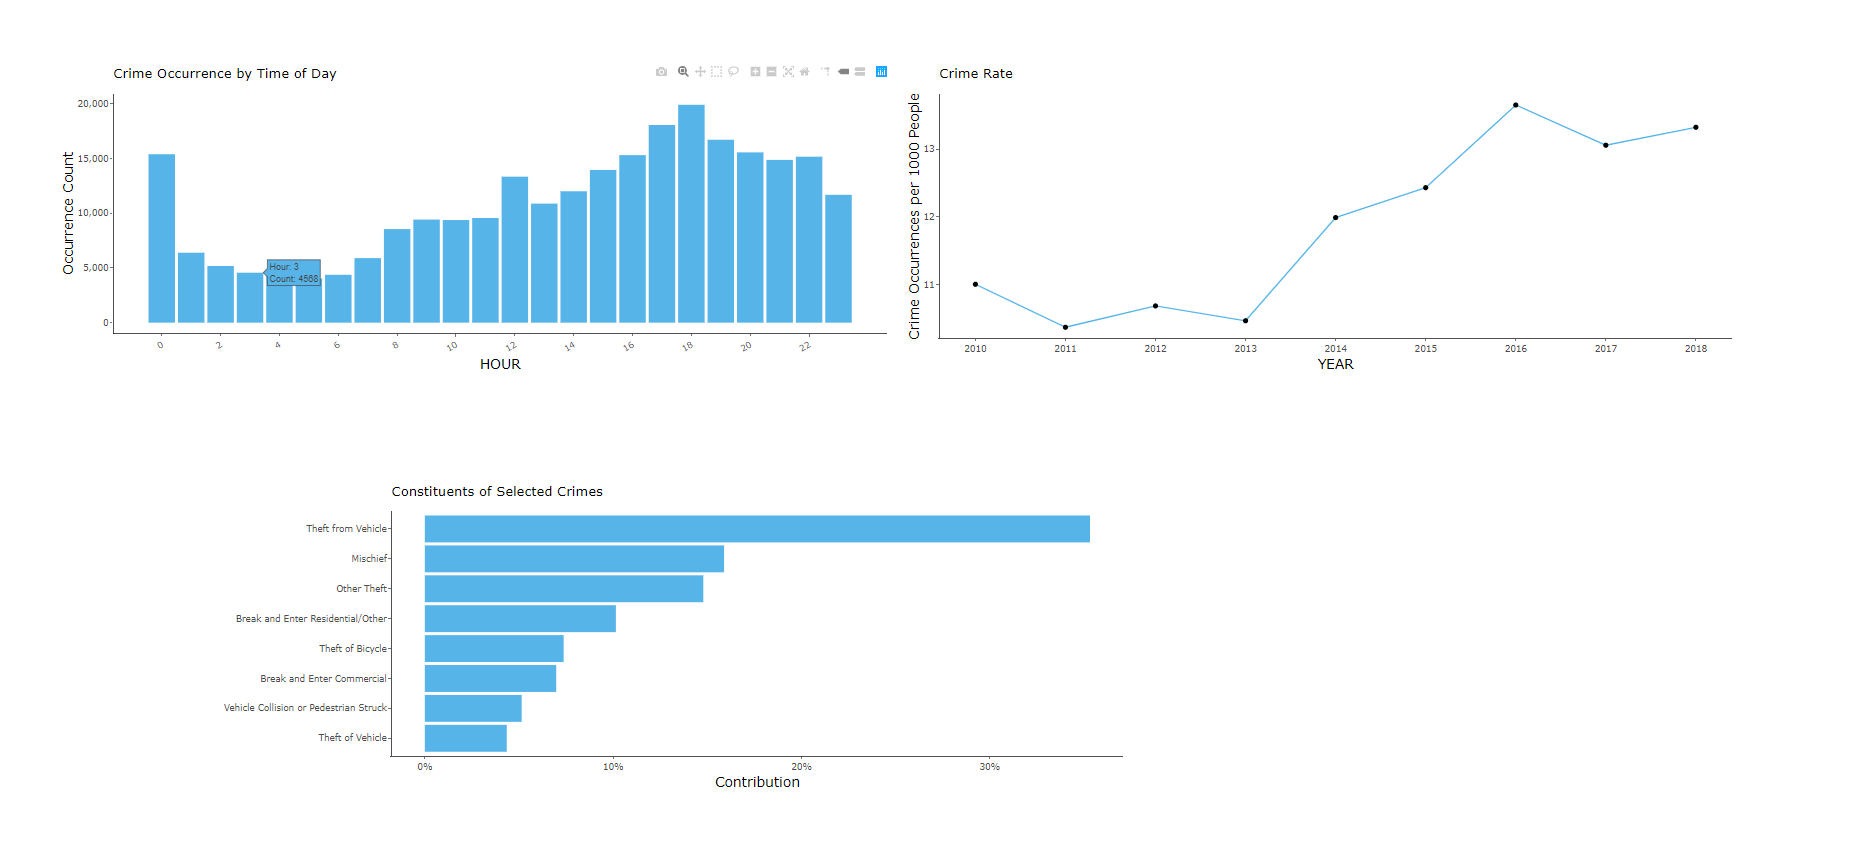 Crime Occurrence by Time of Day
Occurrence Count
20,000
15,000
10,000
5,000
0
Hour: 3
Count: 4568
0 2 4 6 8 10 12 14 16 18 20 22
HOUR
Crime Rate
Crime Occurrences per 1000 People
13
12
11
2010 2011 2012 2013 2014 2015 2016 2017 2018
YEAR
Constituents of Selected Crimes
Theft from Vehicle
Mischief
Other Theft
Break and Enter Residential/Other
Theft of Bicycle
Break and Enter Commercial
Vehicle Collision or Pedestrian Struck
Theft of Vehicle
0% 10% 20% 30%
Contribution